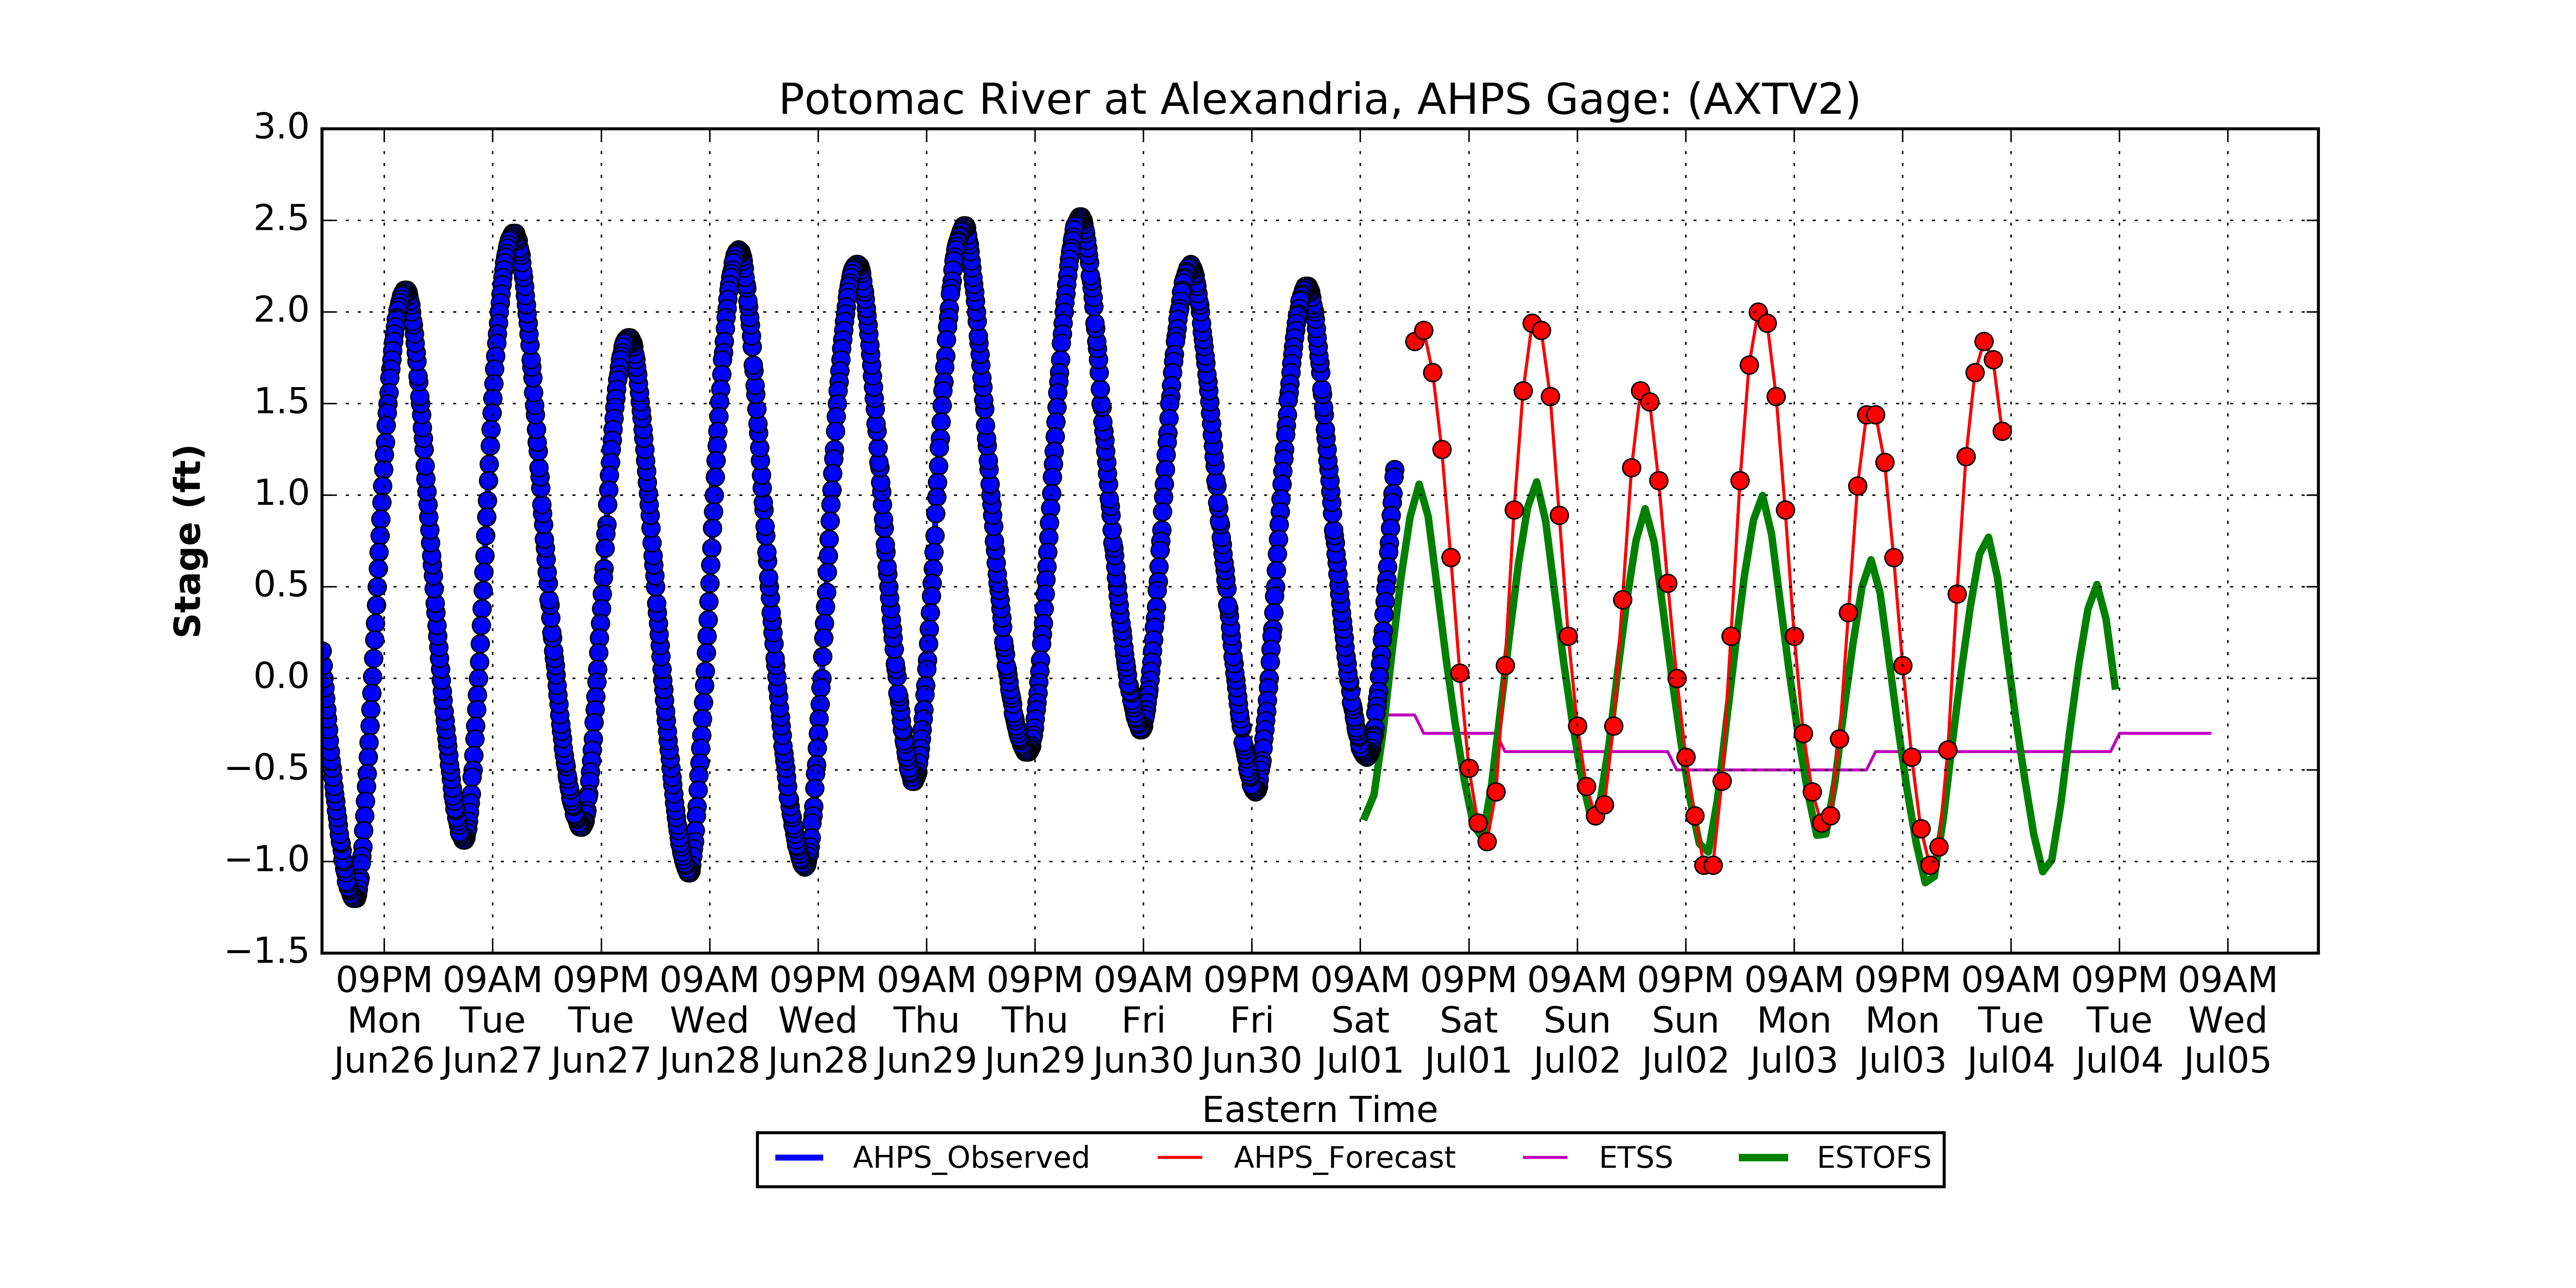 Potomac River at Alexandria, AHPS Gage: (AXTV2)
3.0
2.5
2.0
1.5
1.0
0.5
0.0
−0.5
−1.0
−1.5
Stage (ft)
09PM 09AM 09PM 09AM 09PM 09AM 09PM 09AM 09PM 09AM 09PM 09AM 09PM 09AM 09PM 09AM 09PM 09AM
Mon Tue Tue Wed Wed Thu Thu Fri Fri Sat Sat Sun Sun Mon Mon Tue Tue Wed
Jun26 Jun27 Jun27 Jun28 Jun28 Jun29 Jun29 Jun30 Jun30 Jul01 Jul01 Jul02 Jul02 Jul03 Jul03 Jul04 Jul04 Jul05
Eastern Time
AHPS_Observed AHPS_Forecast ETSS ESTOFS